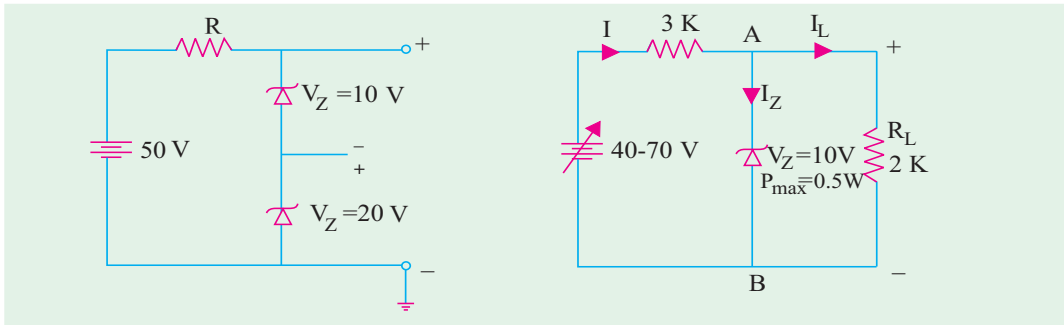 R
+
V_Z =10 V
50 V
–
+
V_Z =20 V
–
I
3 K
A
I_L
+
I_Z
R_L
40-70 V
V_Z=10V
2 K
P_max=0.5W
B
–